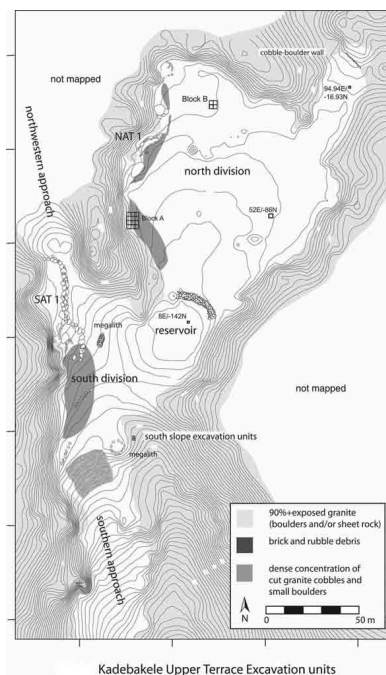 cobble-boulder wall
not mapped
94.94E/
-16.93N
Block B
NAT 1
northwestern approach
north division
52E/-86N
Block A
SAT 1
megalith
8E/-142N
reservoir
south division
not mapped
south slope excavation units
megalith
southern approach
90%+exposed granite
(boulders and/or sheet rock)
brick and rubble debris
dense concentration of
cut granite cobbles and
small boulders
N
0
50 m
Kadebakele Upper Terrace Excavation units